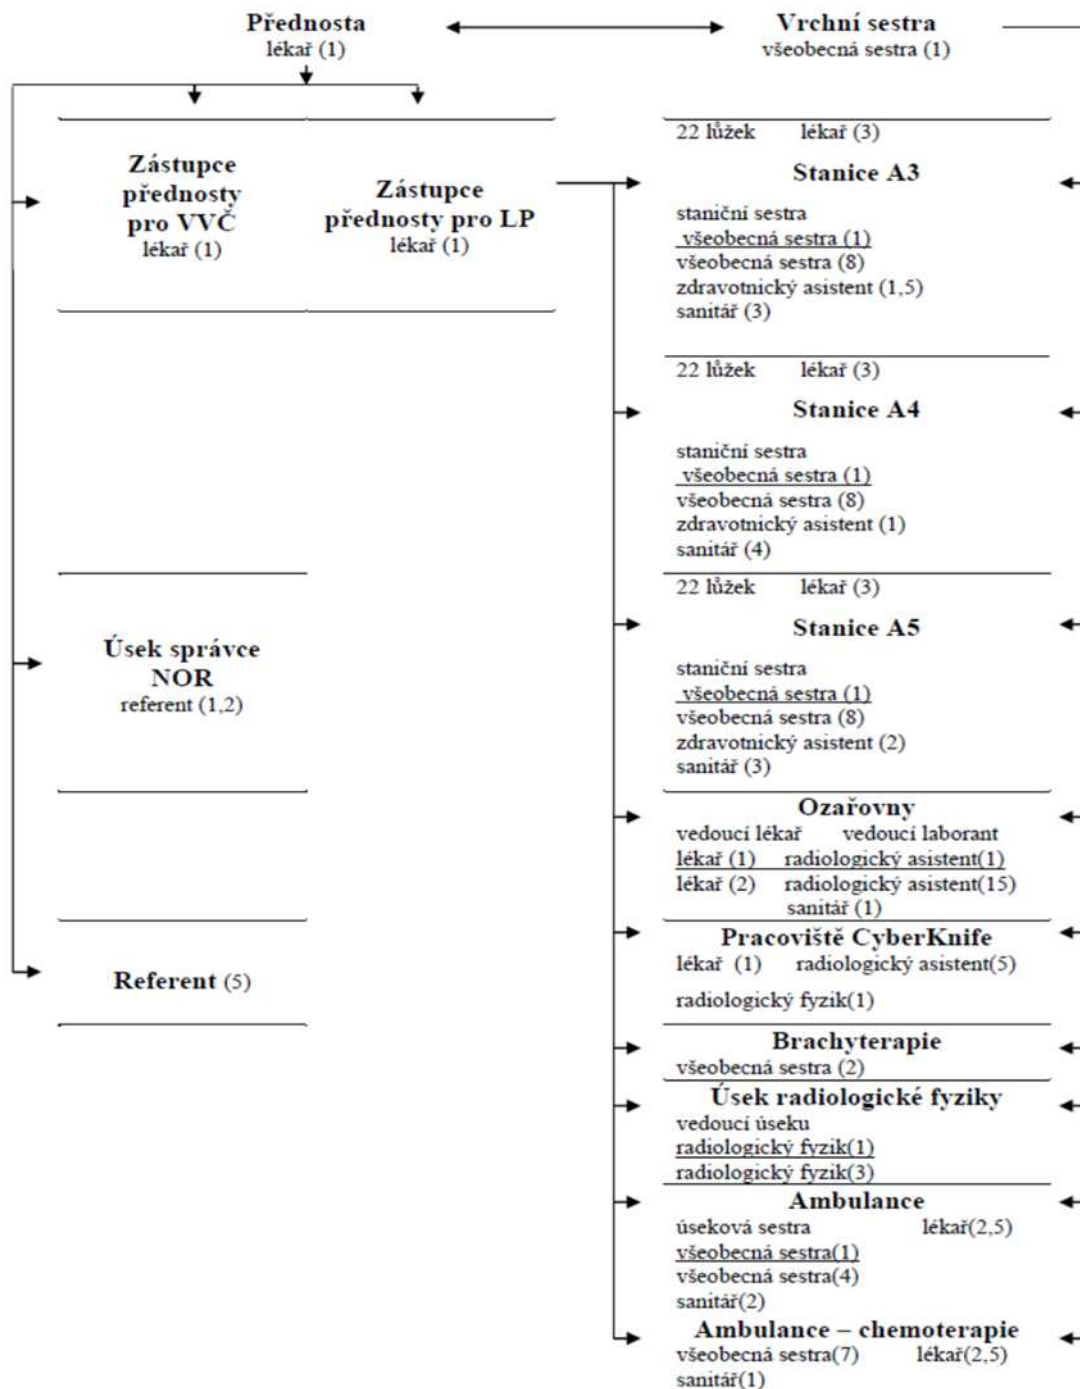 Přednosta
lékař (1)
Vrchní sestra
všeobecná sestra (1)
Zástupce
přednosty
pro VVČ
lékař (1)
Zástupce
přednosty pro LP
lékař (1)
Úsek správce
NOR
referent (1,2)
Referent (5)
22 lůžek lékař (3)
Stanice A3
staniční sestra
všeobecná sestra (1)
všeobecná sestra (8)
zdravotnický asistent (1,5)
sanitář (3)
22 lůžek lékař (3)
Stanice A4
staniční sestra
všeobecná sestra (1)
všeobecná sestra (8)
zdravotnický asistent (1)
sanitář (4)
22 lůžek lékař (3)
Stanice A5
staniční sestra
všeobecná sestra (1)
všeobecná sestra (8)
zdravotnický asistent (2)
sanitář (3)
Ozařovny
vedoucí lékař vedoucí laborant
lékař (1) radiologický asistent(1)
lékař (2) radiologický asistent(15)
sanitář (1)
Pracoviště CyberKnife
lékař (1) radiologický asistent(5)
radiologický fyzik(1)
Brachyterapie
všeobecná sestra (2)
Úsek radiologické fyziky
vedoucí úseku
radiologický fyzik(1)
radiologický fyzik(3)
Ambulance
úseková sestra lékař(2,5)
všeobecná sestra(1)
všeobecná sestra(4)
sanitář(2)
Ambulance – chemoterapie
všeobecná sestra(7) lékař(2,5)
sanitář(1)